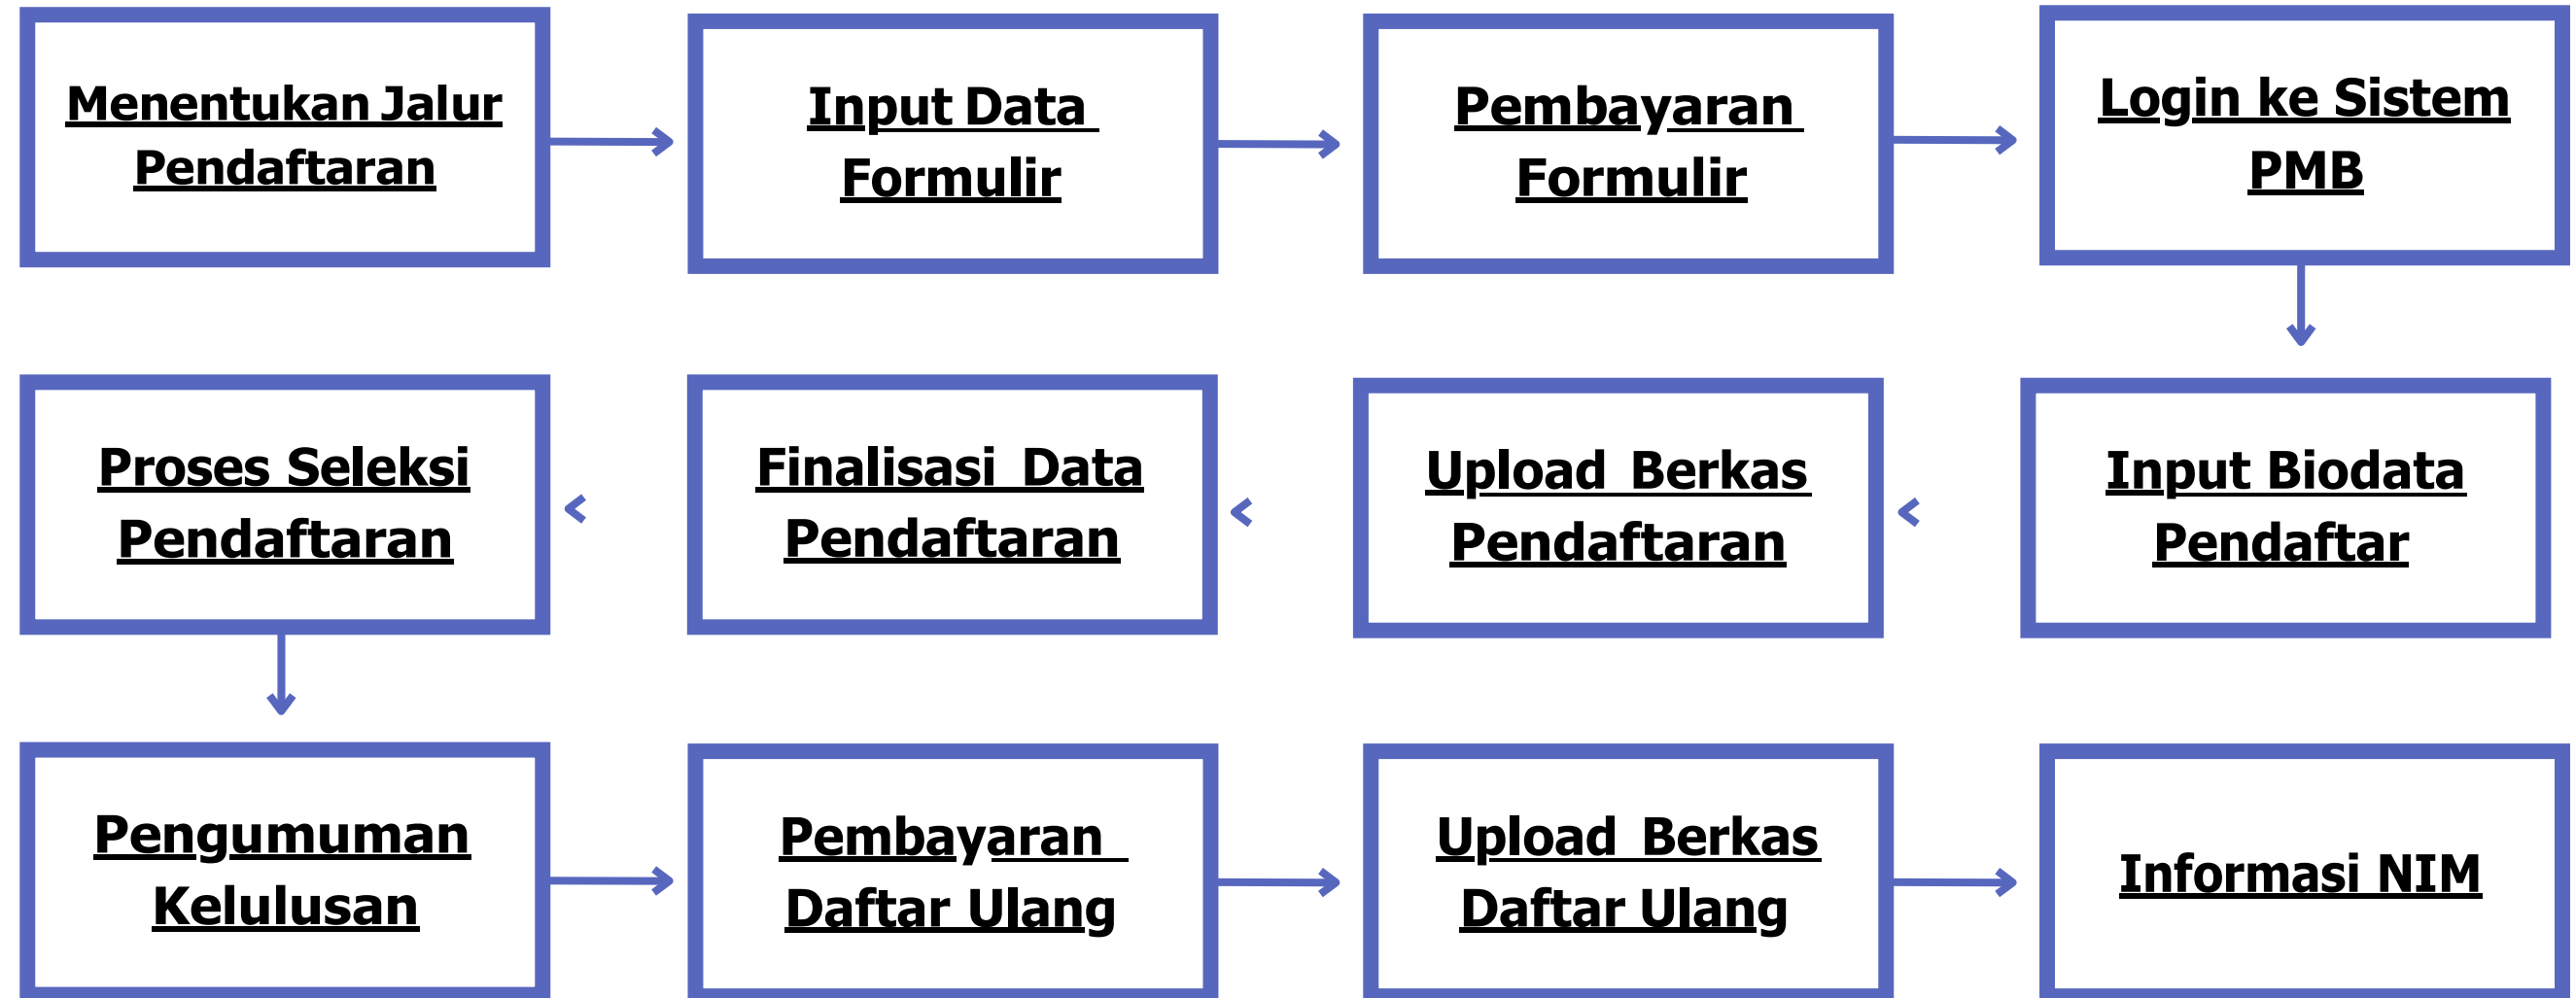 Menentukan Jalur
Pendaftaran
Input Data
Formulir
Pembayaran
Formulir
Login ke Sistem
PMB
Input Biodata
Pendaftar
Upload Berkas
Pendaftaran
Finalisasi Data
Pendaftaran
Proses Seleksi
Pendaftaran
Pengumuman
Kelulusan
Pembayaran
Daftar Ulang
Upload Berkas
Daftar Ulang
Informasi NIM